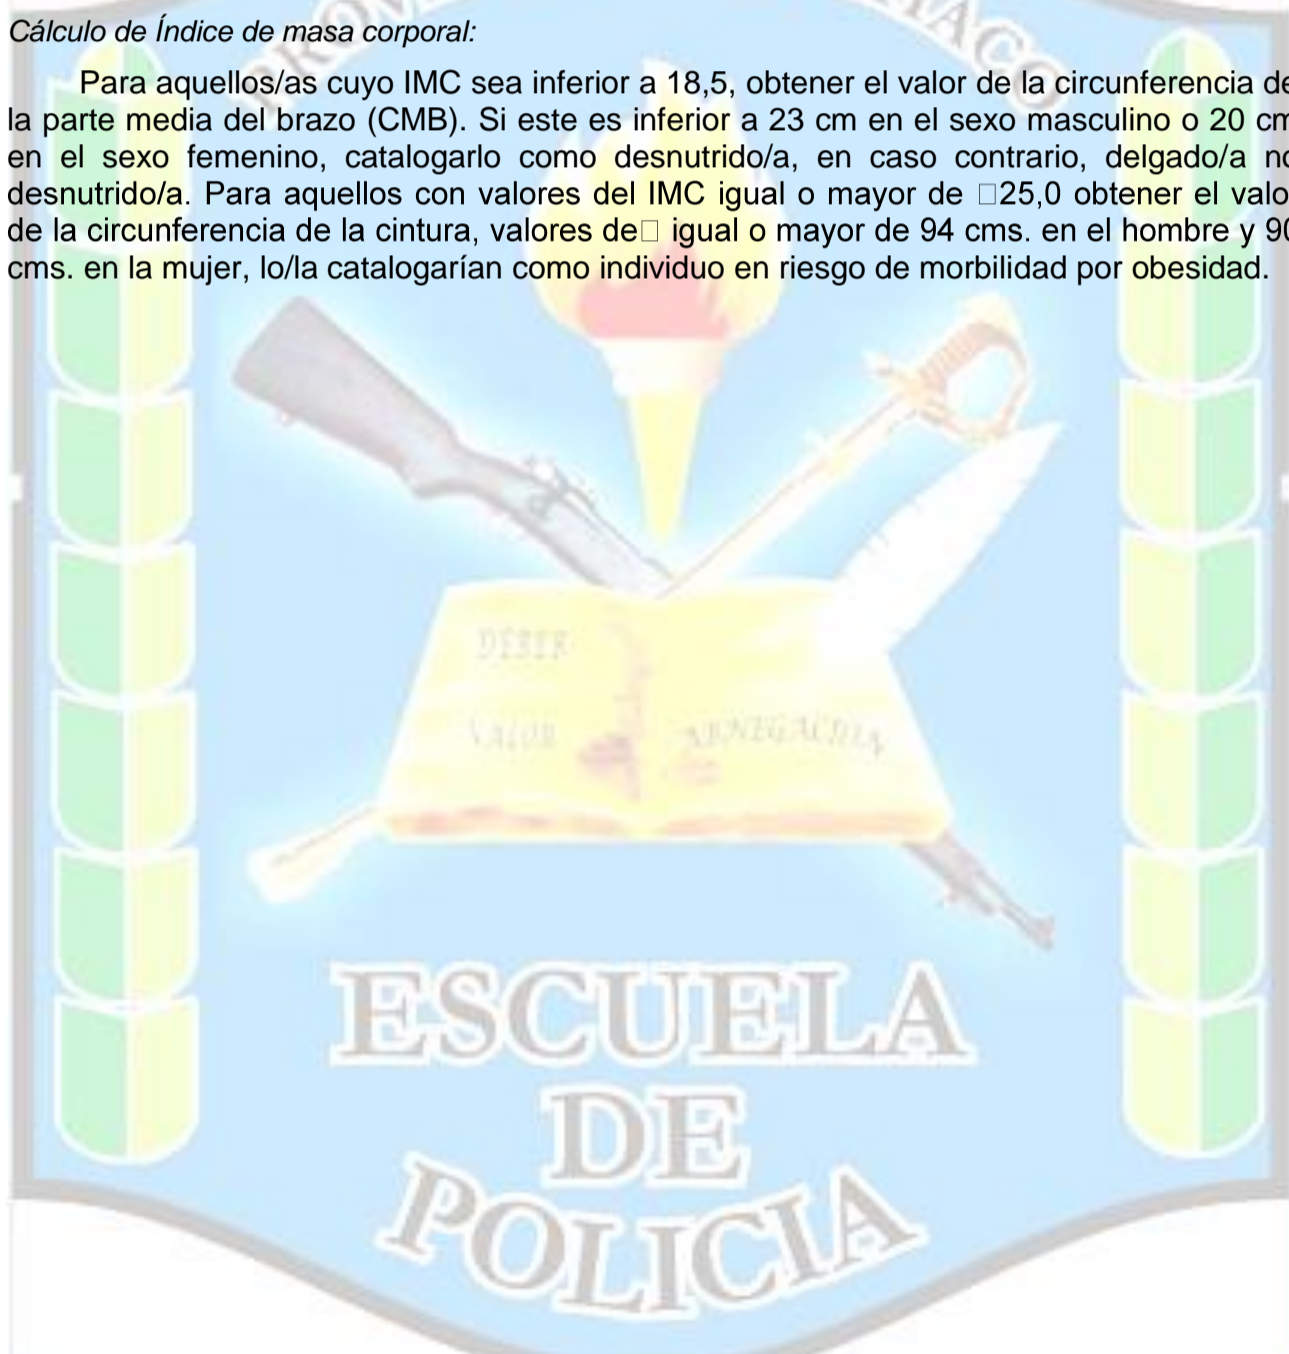 Cálculo de Índice de masa corporal:
Para aquellos/as cuyo IMC sea inferior a 18,5, obtener el valor de la circunferencia de
la parte media del brazo (CMB). Si este es inferior a 23 cm en el sexo masculino o 20 cm
en el sexo femenino, catalogarlo como desnutrido/a, en caso contrario, delgado/a no
desnutrido/a. Para aquellos con valores del IMC igual o mayor de □25,0 obtener el valo
de la circunferencia de la cintura, valores de□ igual o mayor de 94 cms. en el hombre y 90
cms. en la mujer, lo/la catalogarían como individuo en riesgo de morbilidad por obesidad.
DEBER
VALOR
ABNEGACION
ESCUELA
DE
POLICIA